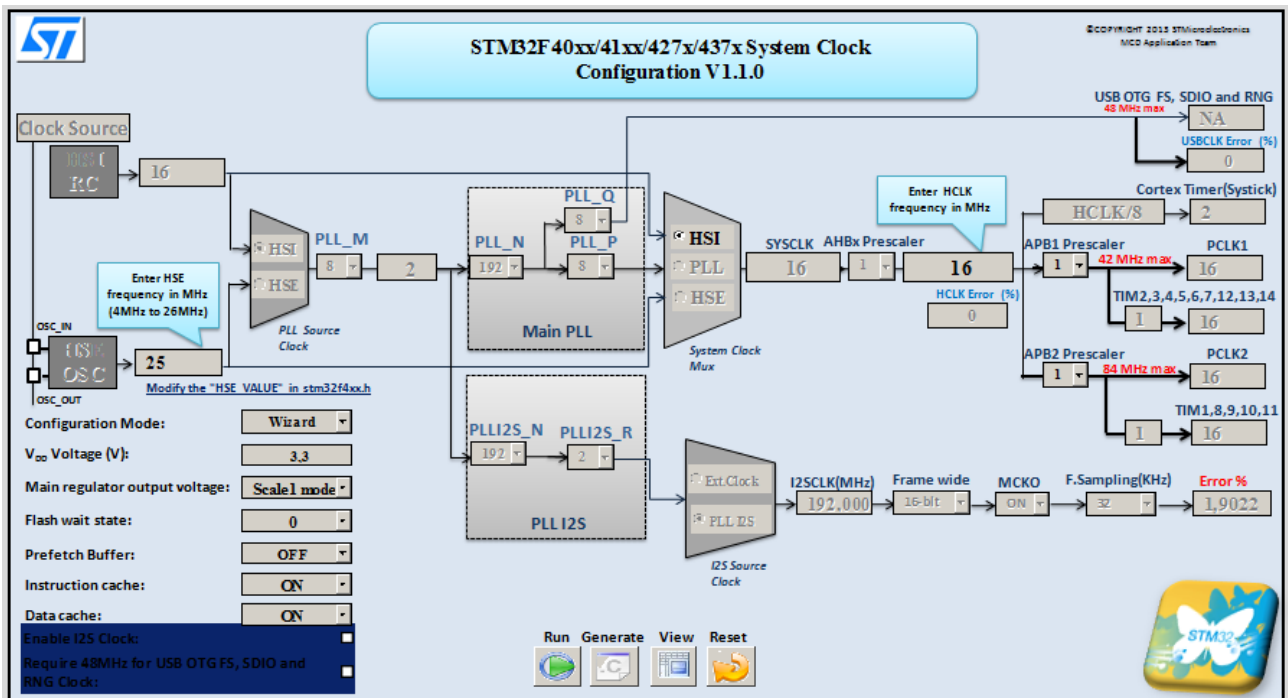 ST
STM32F40xx/41xx/427x/437x System Clock
Configuration V1.1.0
©COPYRIGHT 2013 STMicroelectronics
MCD Application Team
Clock Source
HSI
RC
16
USB OTG FS, SDIO and RNG
48 MHz max
NA
USBCLK Error (%)
0
Enter HCLK
frequency in MHz
Cortex Timer(Systick)
HCLK/8
2
PLL_M
HSI
HSE
8
2
PLL Source
Clock
PLL_N
192
PLL_Q
8
PLL_P
8
Main PLL
HSI
PLL
HSE
System Clock
Mux
SYSCLK
16
AHBx Prescaler
1
16
HCLK Error (%)
0
APB1 Prescaler
1
42 MHz max
PCLK1
16
TIM2,3,4,5,6,7,12,13,14
1
16
APB2 Prescaler
1
84 MHz max
PCLK2
16
TIM1,8,9,10,11
1
16
Enter HSE
frequency in MHz
(4MHz to 26MHz)
OSC_IN
HSE
OSC
OSC_OUT
25
Modify the "HSE_VALUE" in stm32f4xx.h
Configuration Mode:
Wizard
VDD Voltage (V):
3,3
Main regulator output voltage:
Scale1 mode
Flash wait state:
0
Prefetch Buffer:
OFF
Instruction cache:
ON
Data cache:
ON
Enable I2S Clock:
Require 48MHz for USB OTG FS, SDIO and
RNG Clock:
PLLI2S_N
192
PLLI2S_R
2
PLL I2S
Ext.Clock
PLL I2S
I2S Source
Clock
I2SCLK(MHz)
192,000
Frame wide
16-bit
MCKO
ON
F.Sampling(KHz)
32
Error %
1,9022
Run
Generate
View
Reset
STM32